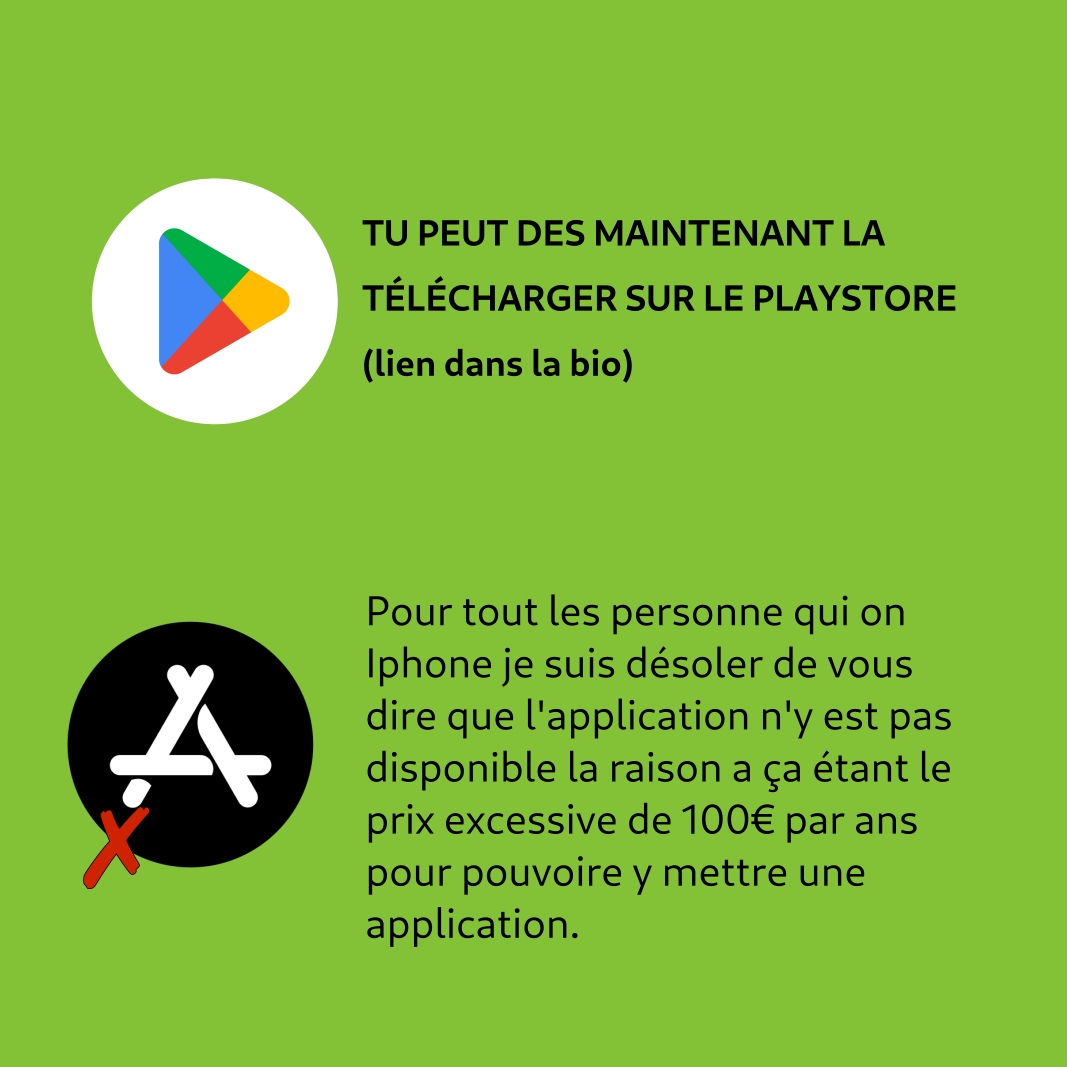 TU PEUT DES MAINTENANT LA
TÉLÉCHARGER SUR LE PLAYSTORE
(lien dans la bio)
Pour tout les personne qui on
Iphone je suis désoler de vous
dire que l'application n'y est pas
disponible la raison a ça étant le
prix excessive de 100€ par ans
pour pouvoire y mettre une
application.